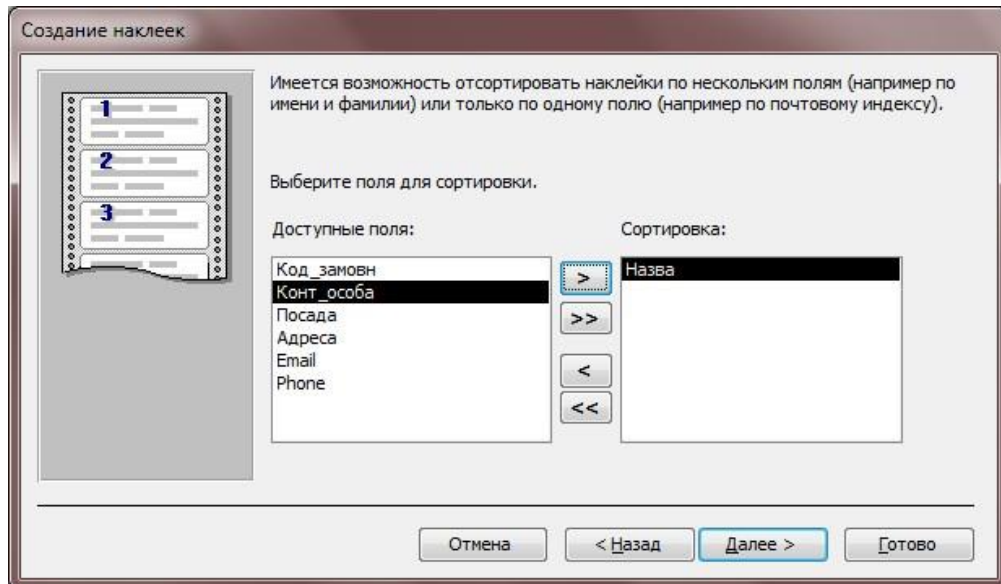 Создание наклеек
Имеется возможность отсортировать наклейки по нескольким полям (например по
имени и фамилии) или только по одному полю (например по почтовому индексу).
Выберите поля для сортировки.
Доступные поля:
Сортировка:
Код_замовн
Конт_особа
Посада
Адреса
Email
Phone
>
>>
<
<<
Назва
1
2
3
Отмена
< Назад
Далее >
Готово